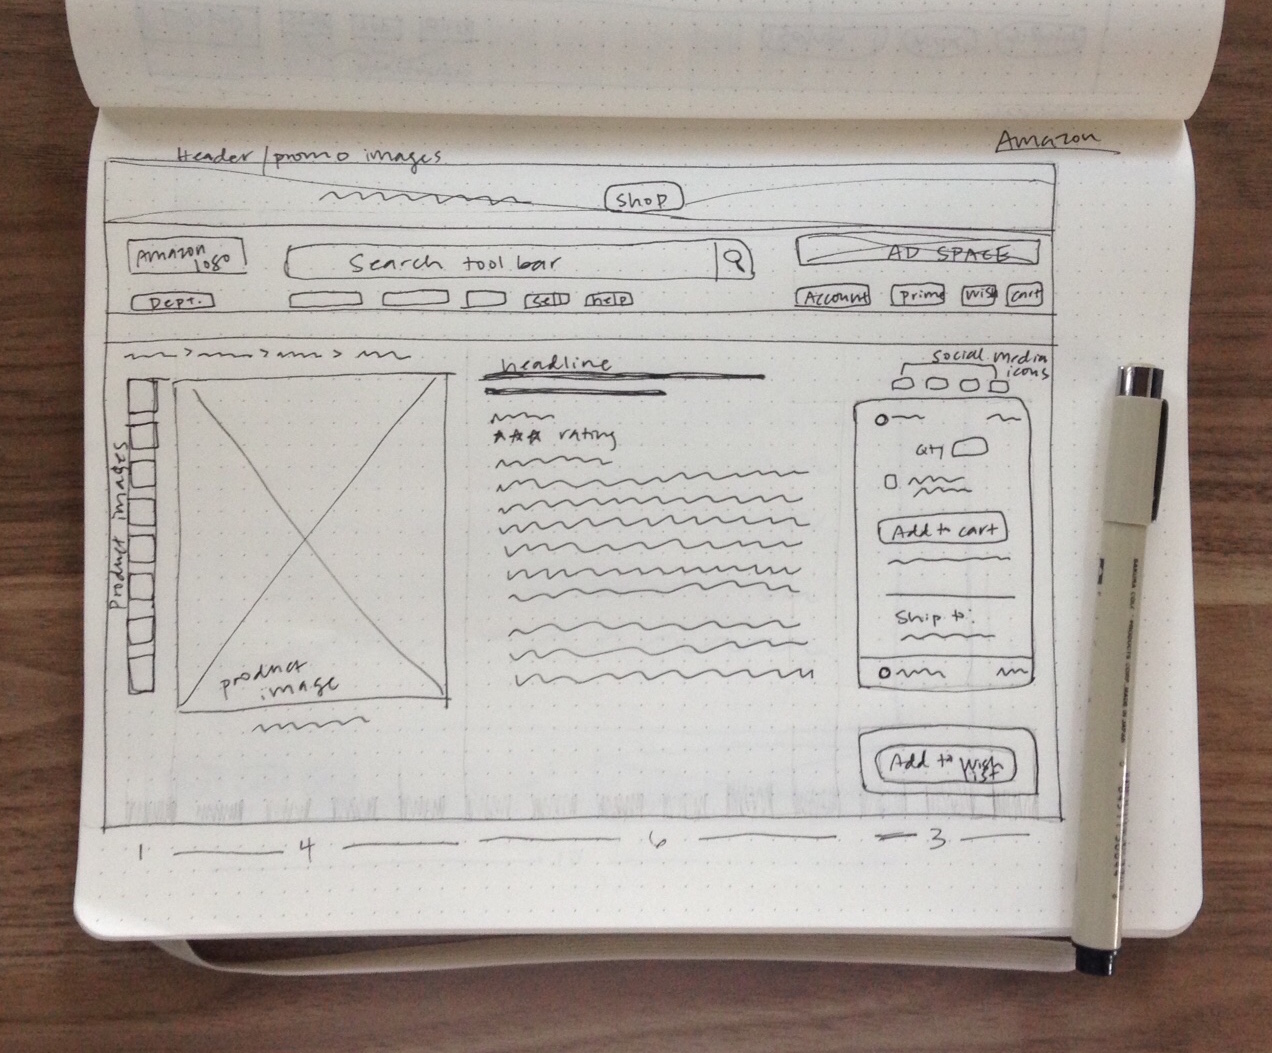 Amazon
Header/promo images
Shop
Amazon logo
Search tool bar
AD SPACE
Dept.
Sell
help
Account
Prime
Wish
Cart
headline
social media
icons
★★★ rating
Qty
Product images
Add to cart
Ship to:
product
image
Add to Wish
list
1
4
6
3